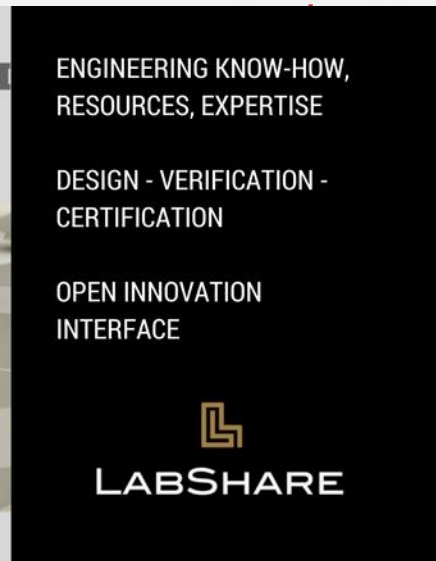 ENGINEERING KNOW-HOW,
RESOURCES, EXPERTISE
DESIGN - VERIFICATION -
CERTIFICATION
OPEN INNOVATION
INTERFACE
LABSHARE